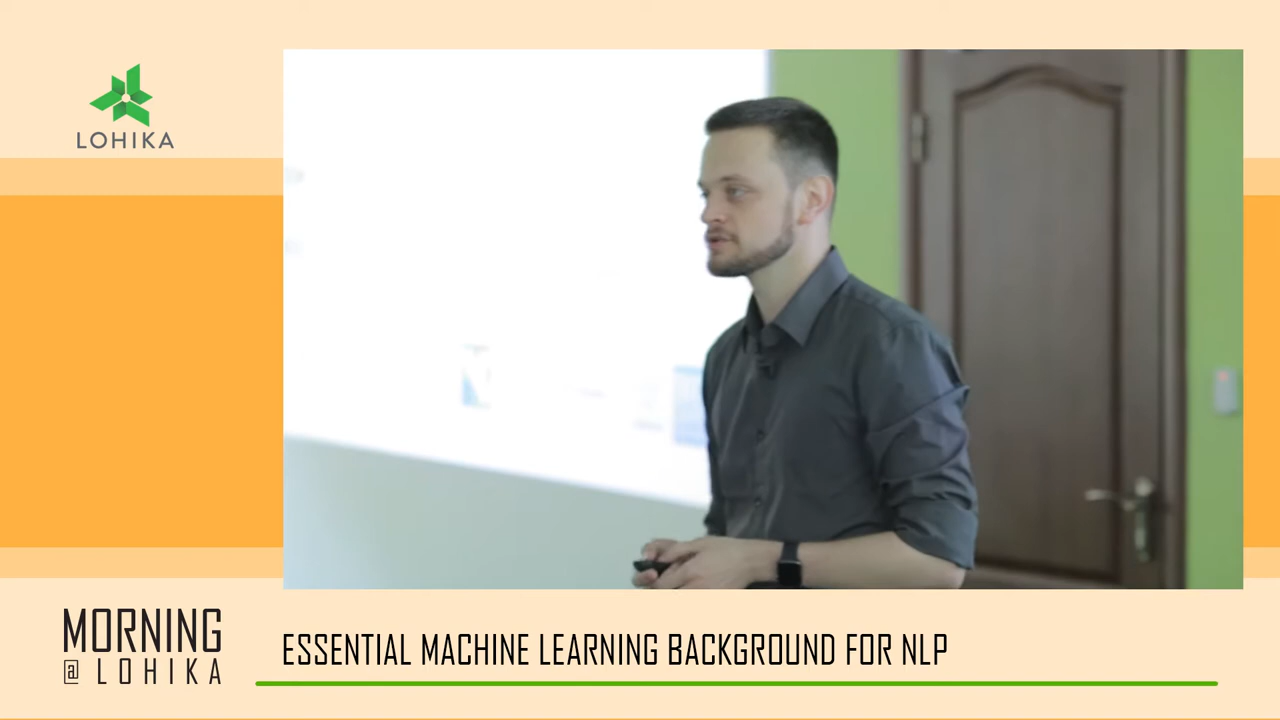 LOHIKA
MORNING
@ LOHIKA
ESSENTIAL MACHINE LEARNING BACKGROUND FOR NLP